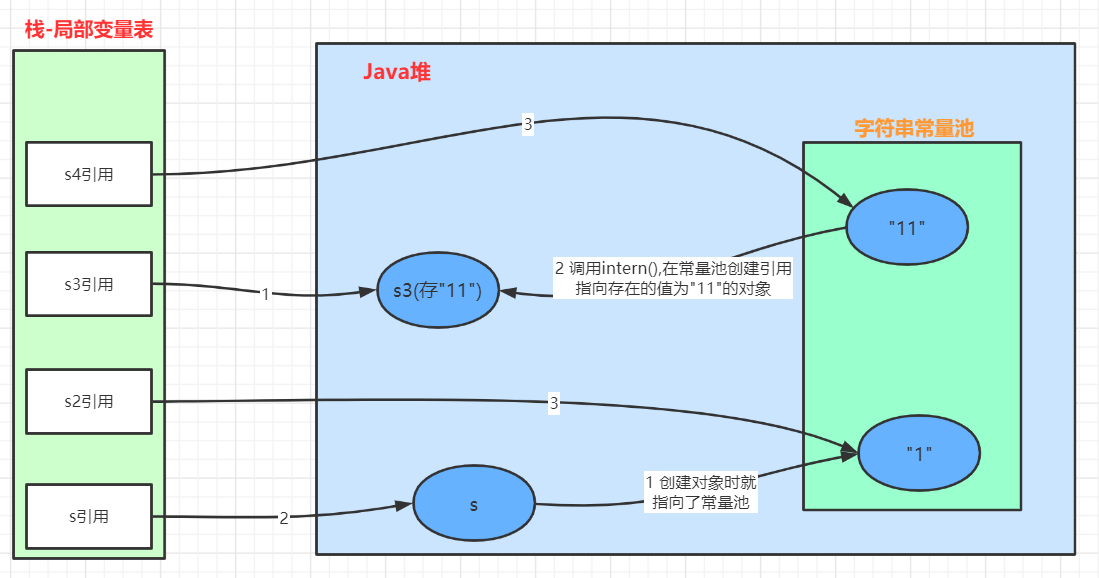 栈-局部变量表
Java堆
字符串常量池
3
s4引用
"11"
s3引用
1
s3(存"11")
2 调用intern(),在常量池创建引用
指向存在的值为"11"的对象
s2引用
3
"1"
s引用
2
s
1 创建对象时就
指向了常量池